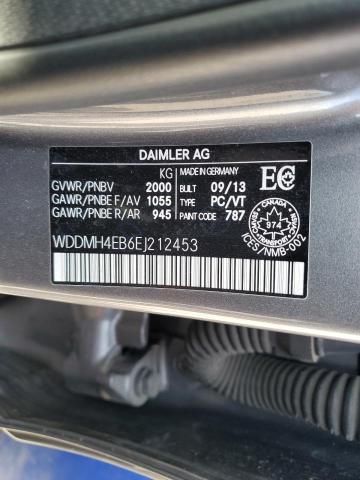 DAIMLER AG
KG MADE IN GERMANY
GVWR/PNBV 2000 BUILT 09/13
GAWR/PNBE F/AV 1055 TYPE PC/VT
GAWR/PNBE R/AR 945 PAINT CODE 787
EC
CANADA
974
TRANSPORT
ICES/NMB-002
WDDMH4EB6EJ212453